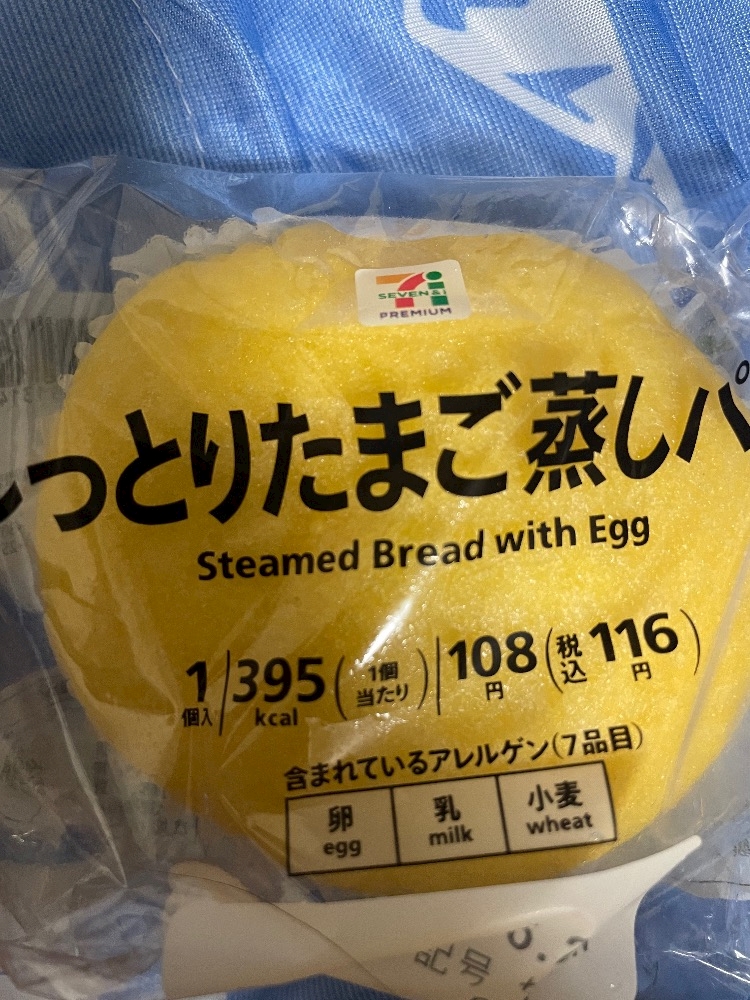 SEVEN&i
PREMIUM
しっとりたまご蒸しパ
Steamed Bread with Egg
1個入/395kcal(1個当たり)/108円(税込116円)
含まれているアレルゲン(7品目)
卵 乳 小麦
egg milk wheat